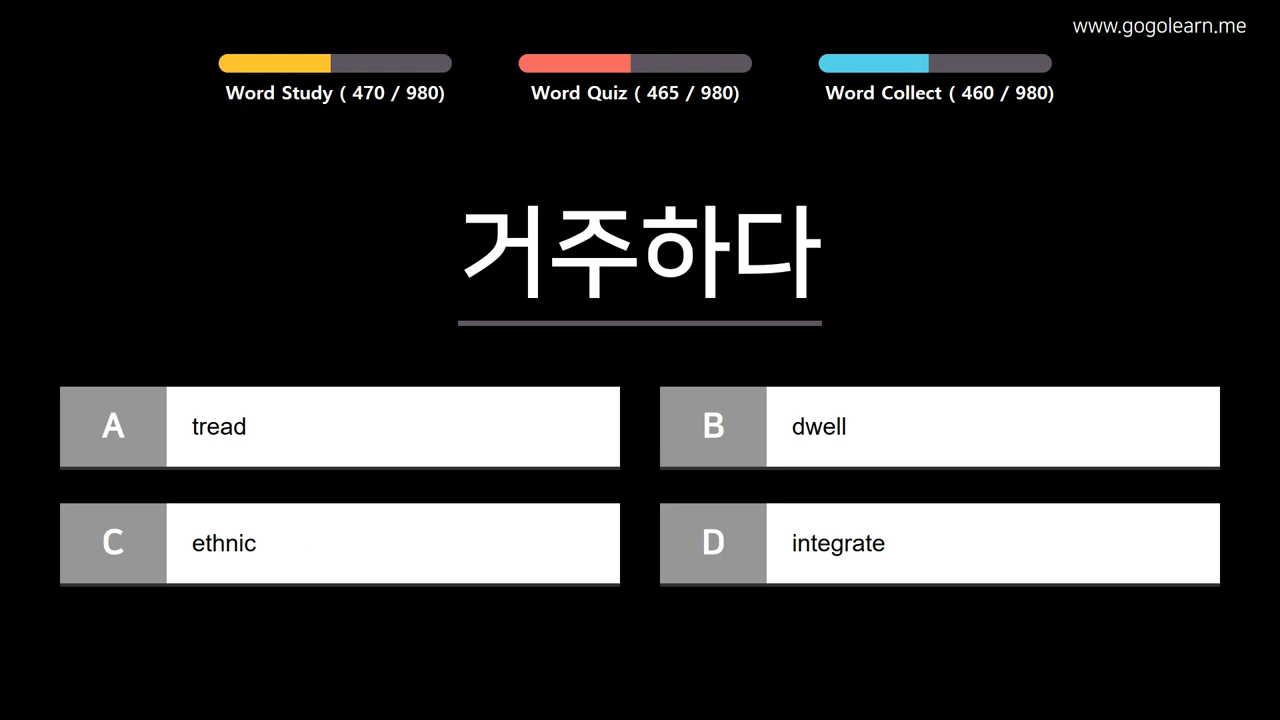 www.gogolearn.me
Word Study ( 470 / 980)
Word Quiz ( 465 / 980)
Word Collect ( 460 / 980)
거주하다
A tread
B dwell
C ethnic
D integrate